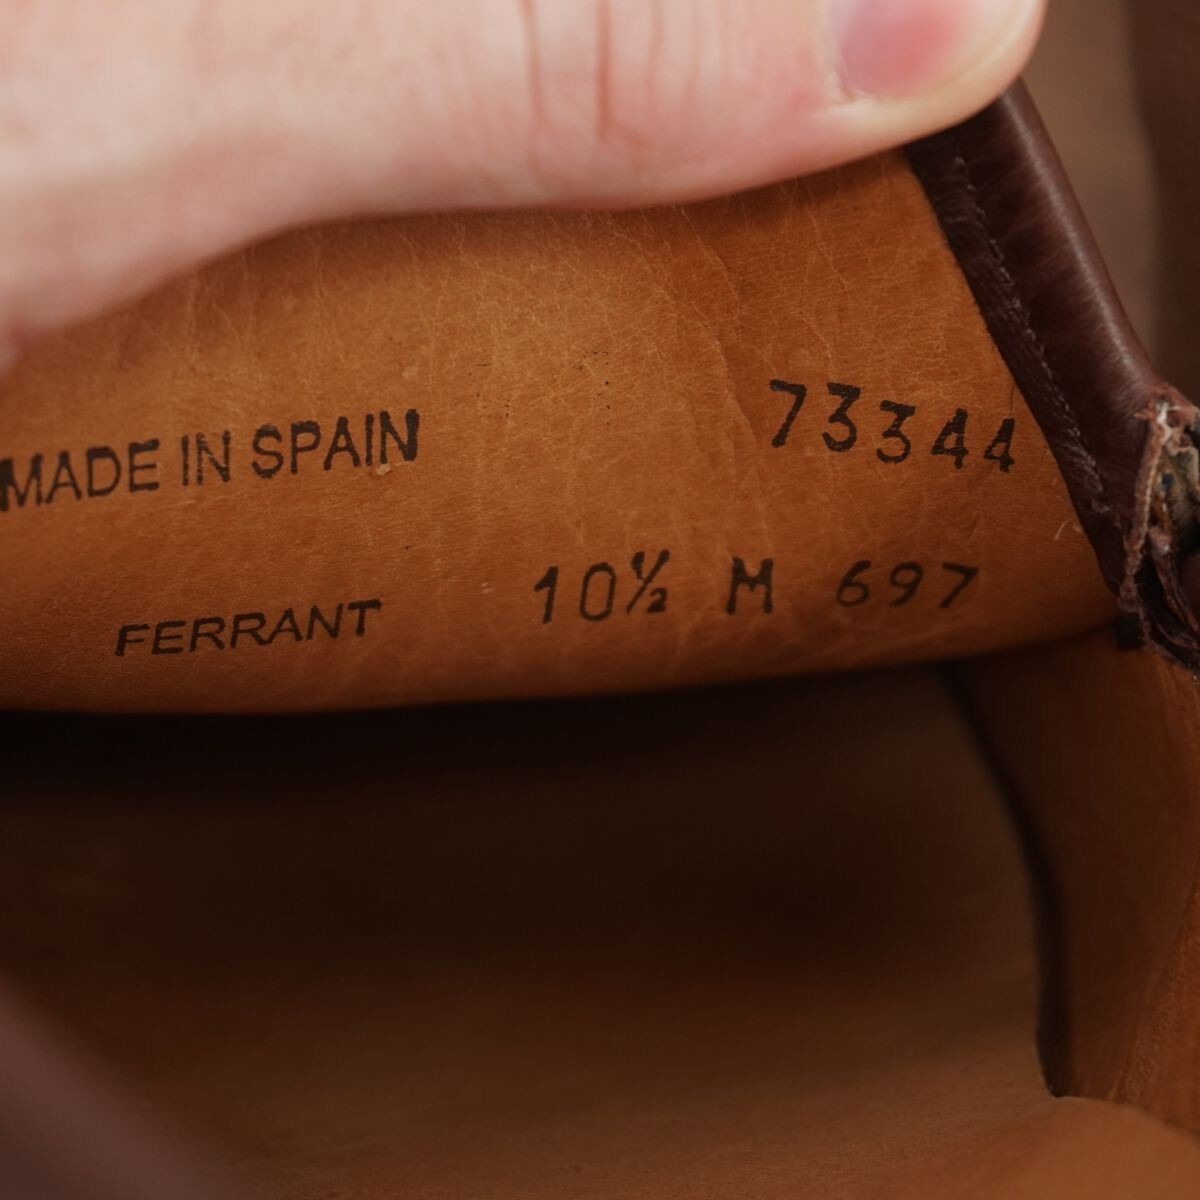 MADE IN SPAIN 73344
FERRANT 10½ M 697